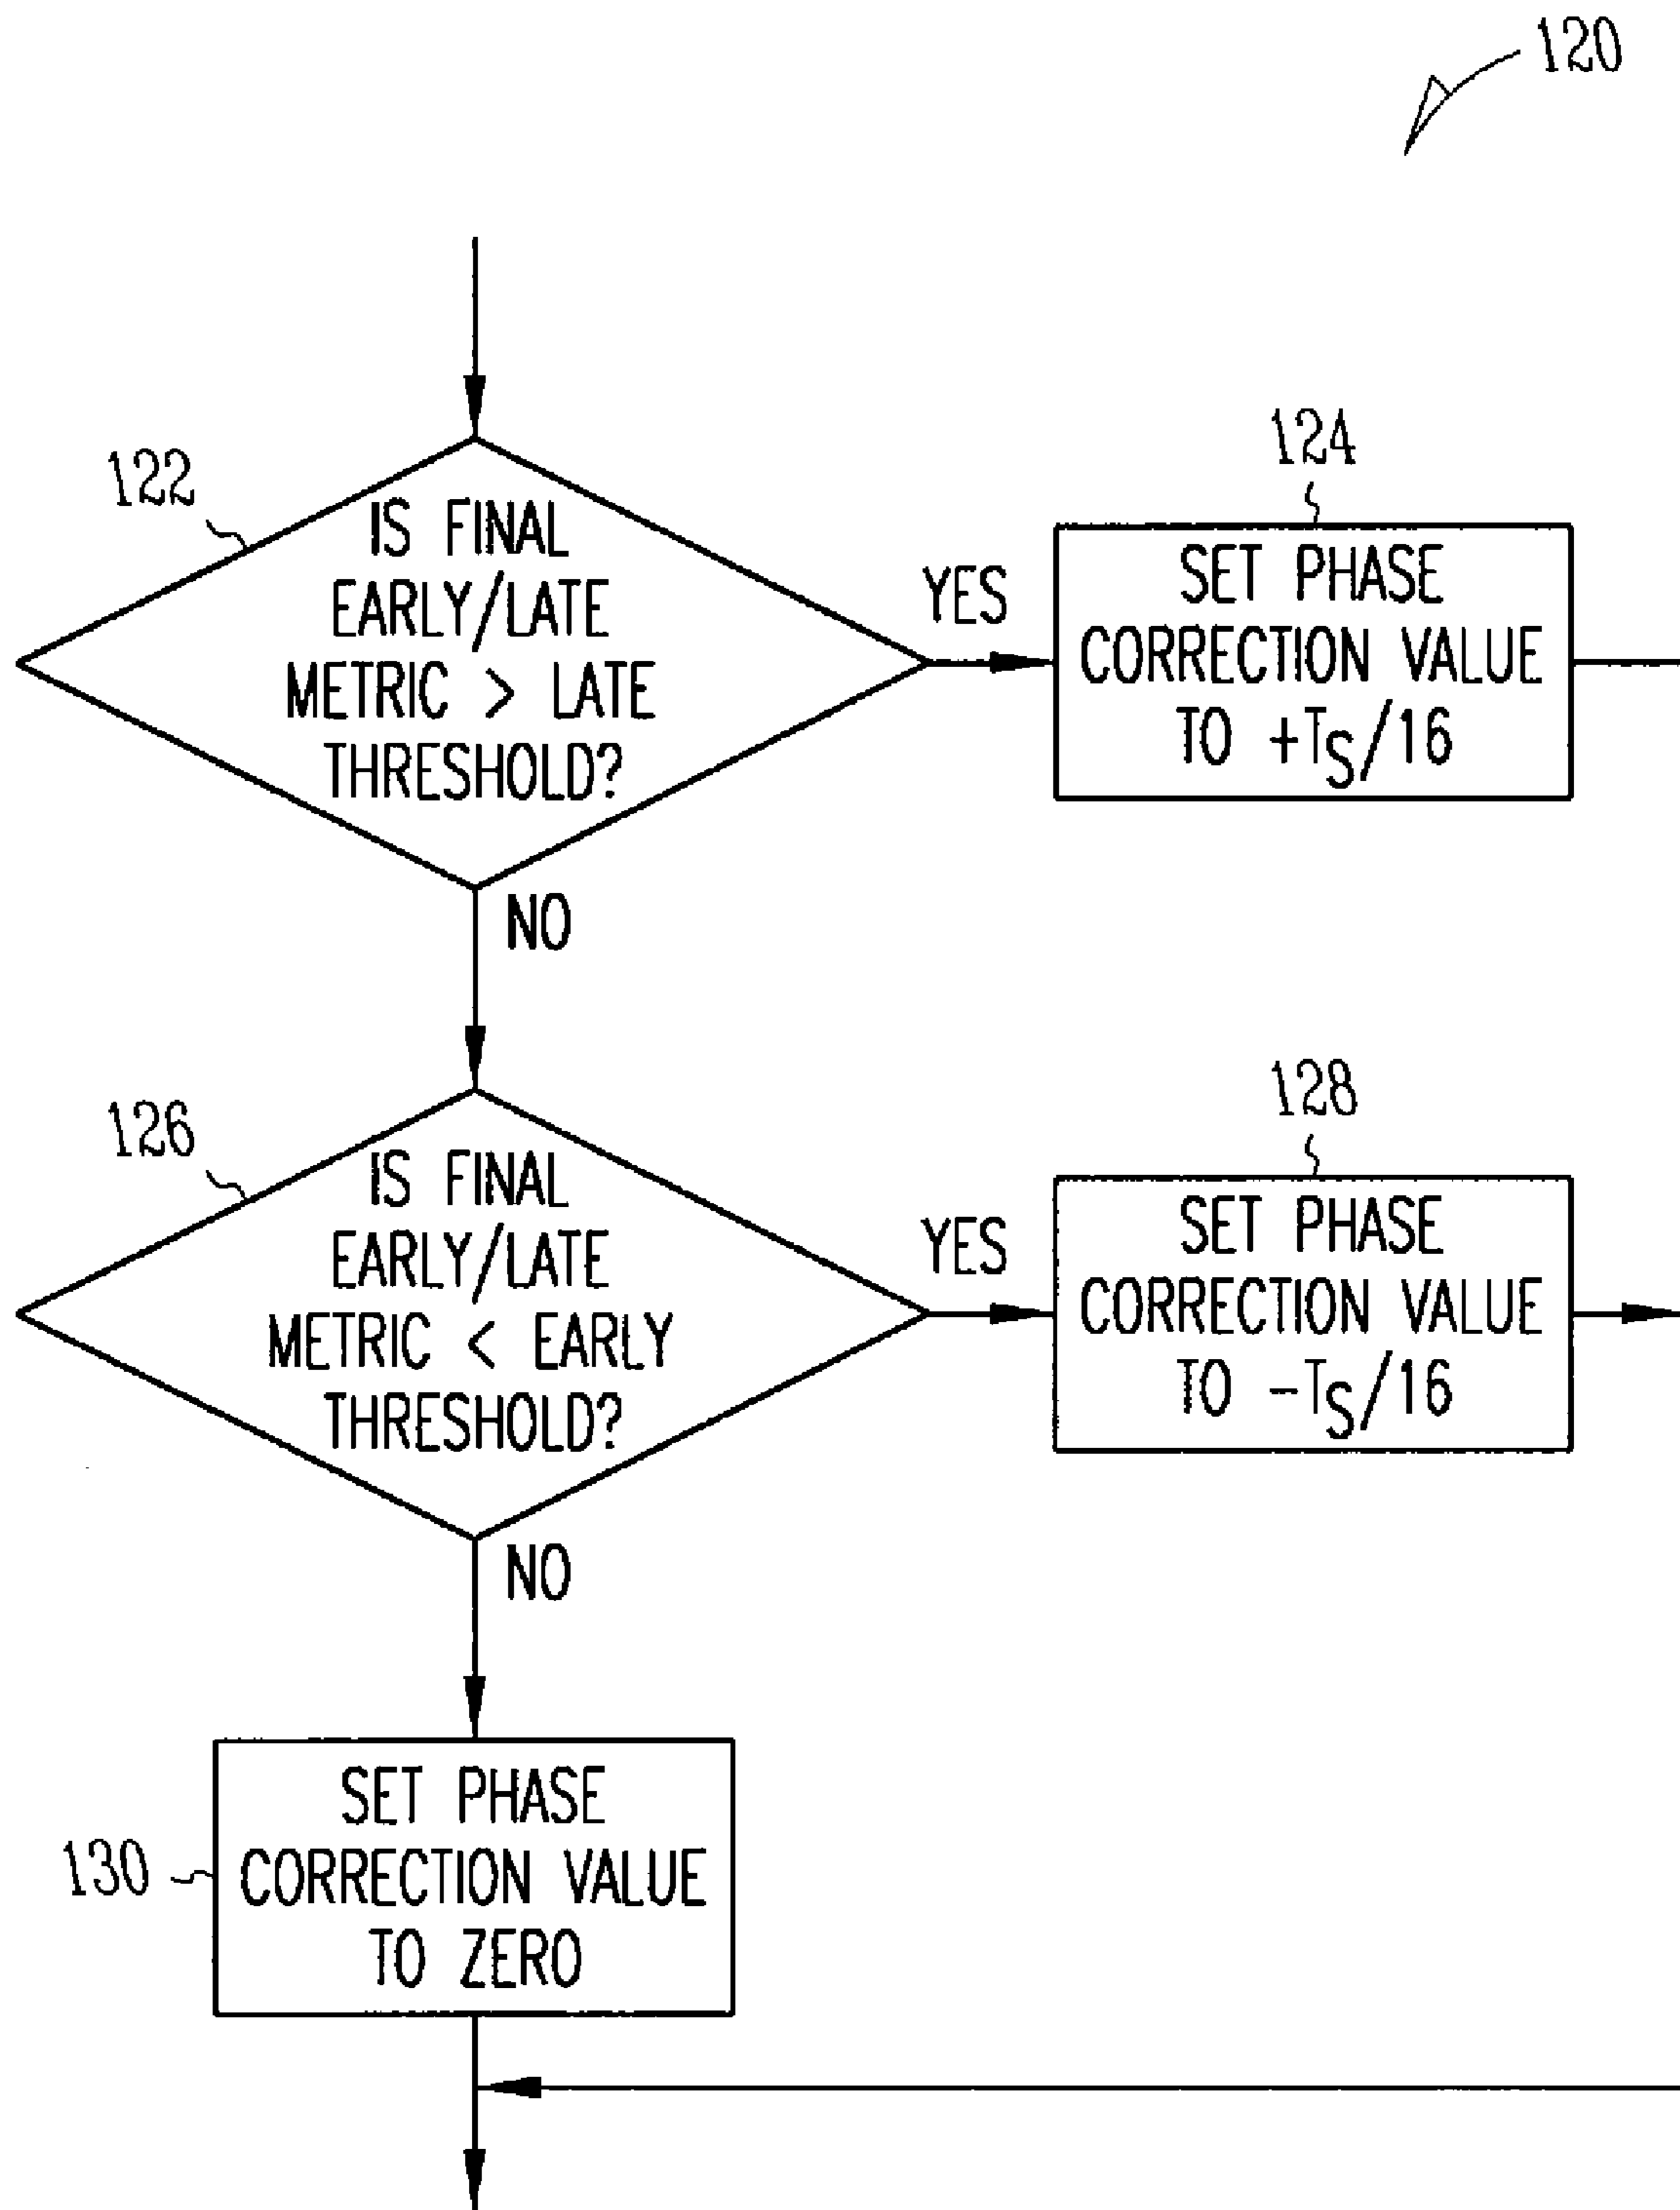 120
122
IS FINAL
EARLY/LATE
METRIC > LATE
THRESHOLD?
YES
124
SET PHASE
CORRECTION VALUE
TO +TS/16
NO
126
IS FINAL
EARLY/LATE
METRIC < EARLY
THRESHOLD?
YES
128
SET PHASE
CORRECTION VALUE
TO −TS/16
NO
130
SET PHASE
CORRECTION VALUE
TO ZERO